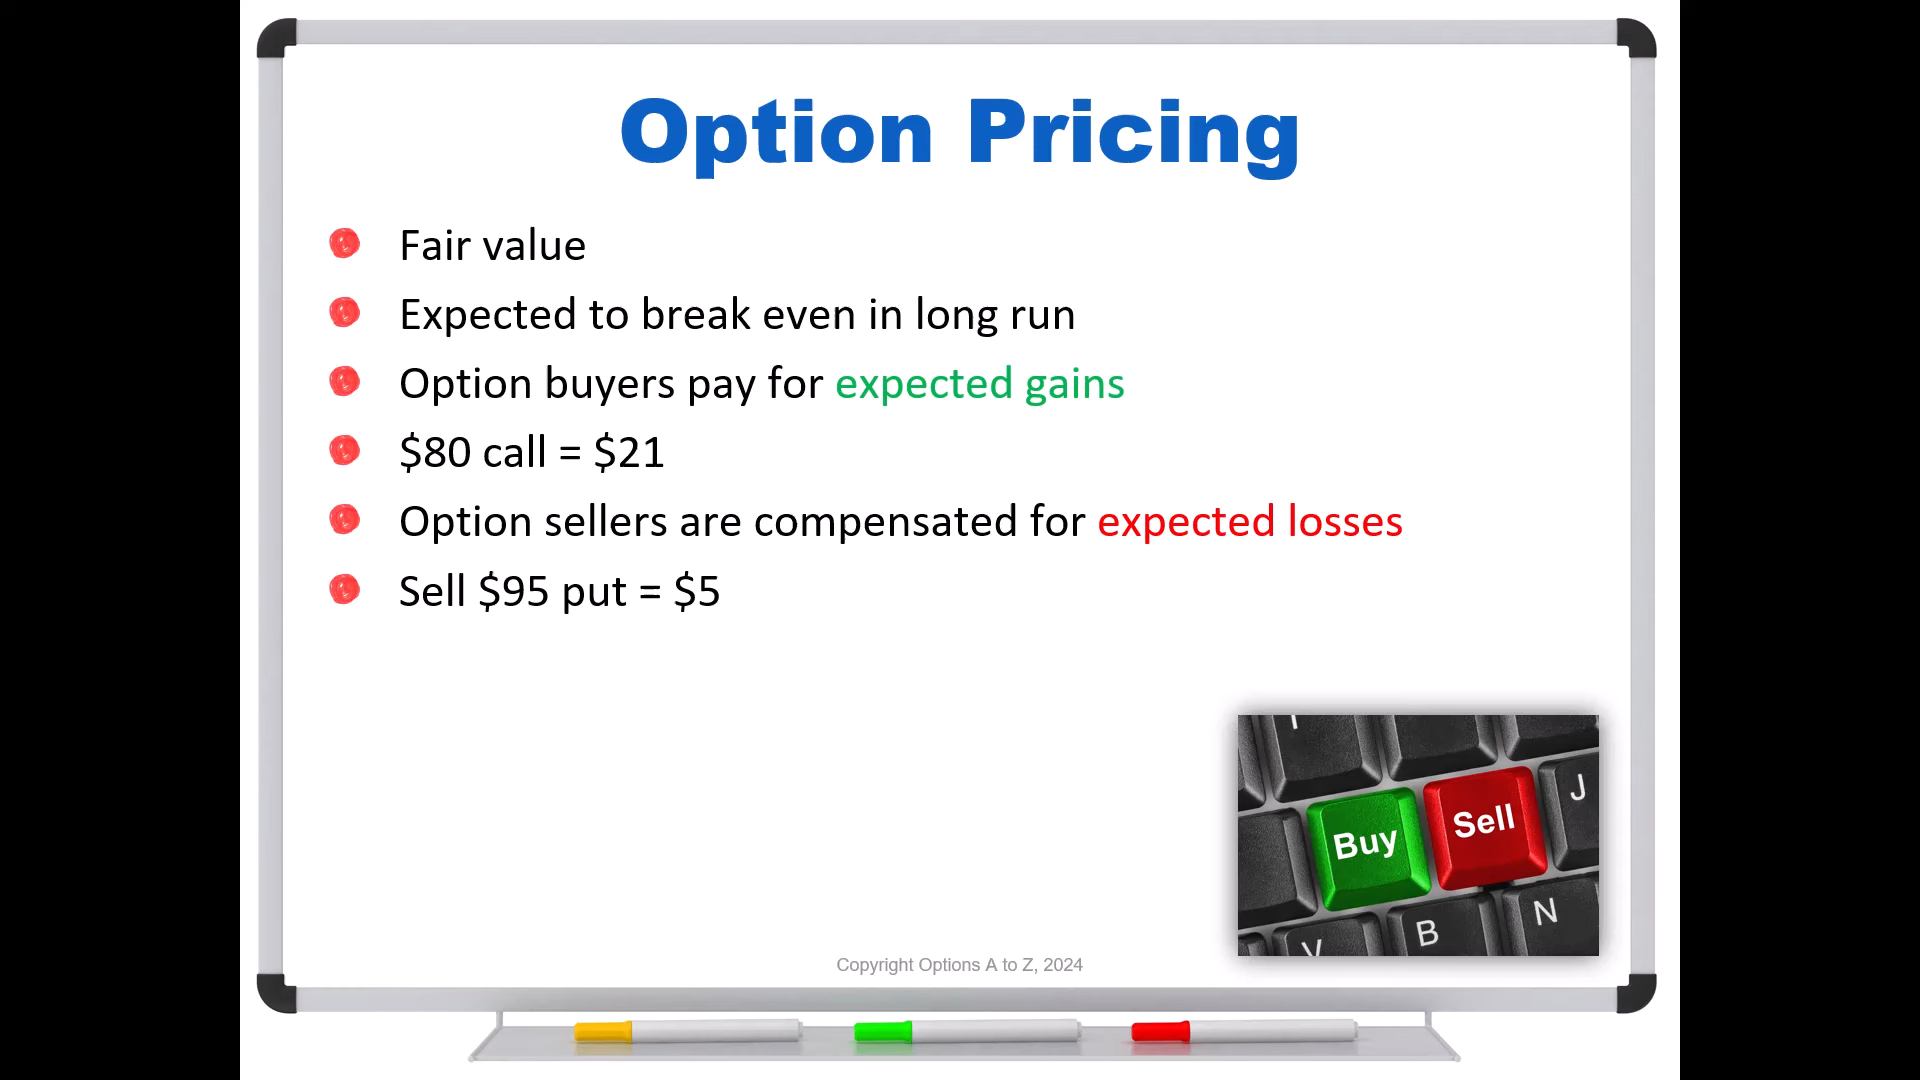 Option Pricing
Fair value
Expected to break even in long run
Option buyers pay for expected gains
$80 call = $21
Option sellers are compensated for expected losses
Sell $95 put = $5
J
Sell
Buy
N
B
V
Copyright Options A to Z, 2024